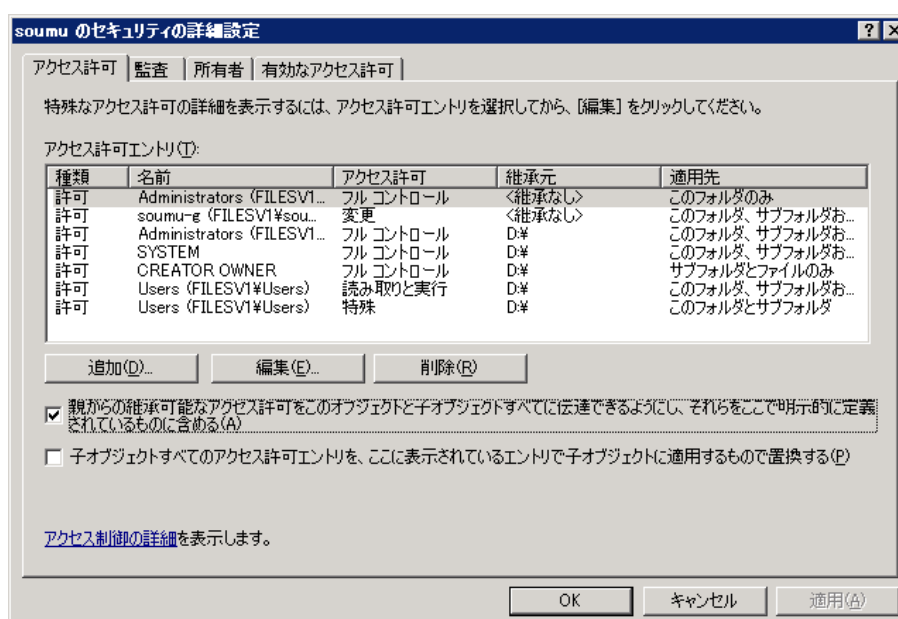 soumu のセキュリティの詳細設定
アクセス許可 監査 所有者 有効なアクセス許可
特殊なアクセス許可の詳細を表示するには、アクセス許可エントリを選択してから、[編集] をクリックしてください。
アクセス許可エントリ(T):
種類 名前 アクセス許可 継承元 適用先
許可 Administrators (FILESV1... フル コントロール <継承なし> このフォルダのみ
許可 soumu-g (FILESV1¥sou... 変更 <継承なし> このフォルダ、サブフォルダお...
許可 Administrators (FILESV1... フル コントロール D:¥ このフォルダ、サブフォルダお...
許可 SYSTEM フル コントロール D:¥ このフォルダ、サブフォルダお...
許可 CREATOR OWNER フル コントロール D:¥ サブフォルダとファイルのみ
許可 Users (FILESV1¥Users) 読み取りと実行 D:¥ このフォルダ、サブフォルダお...
許可 Users (FILESV1¥Users) 特殊 D:¥ このフォルダとサブフォルダ
追加(D)... 編集(E)... 削除(R)
親からの継承可能なアクセス許可をこのオブジェクトと子オブジェクトすべてに伝達できるようにし、それらをここで明示的に定義
されているものに含める(A)
子オブジェクトすべてのアクセス許可エントリを、ここに表示されているエントリで子オブジェクトに適用するもので置換する(P)
アクセス制御の詳細を表示します。
OK キャンセル 適用(A)